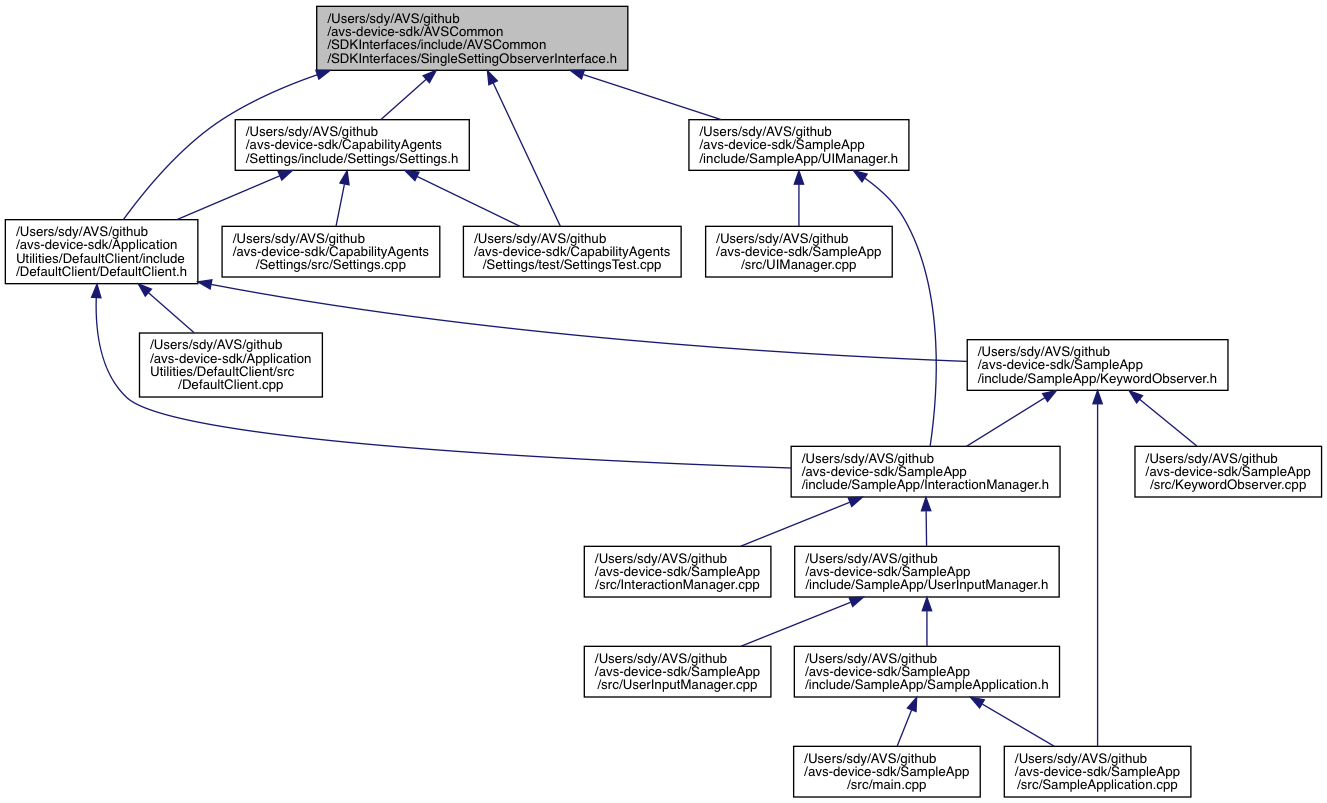 /Users/sdy/AVS/github
/avs-device-sdk/AVSCommon
/SDKInterfaces/include/AVSCommon
/SDKInterfaces/SingleSettingObserverInterface.h
/Users/sdy/AVS/github
/avs-device-sdk/CapabilityAgents
/Settings/include/Settings/Settings.h
/Users/sdy/AVS/github
/avs-device-sdk/SampleApp
/include/SampleApp/UIManager.h
/Users/sdy/AVS/github
/avs-device-sdk/Application
Utilities/DefaultClient/include
/DefaultClient/DefaultClient.h
/Users/sdy/AVS/github
/avs-device-sdk/CapabilityAgents
/Settings/src/Settings.cpp
/Users/sdy/AVS/github
/avs-device-sdk/CapabilityAgents
/Settings/test/SettingsTest.cpp
/Users/sdy/AVS/github
/avs-device-sdk/SampleApp
/src/UIManager.cpp
/Users/sdy/AVS/github
/avs-device-sdk/Application
Utilities/DefaultClient/src
/DefaultClient.cpp
/Users/sdy/AVS/github
/avs-device-sdk/SampleApp
/include/SampleApp/KeywordObserver.h
/Users/sdy/AVS/github
/avs-device-sdk/SampleApp
/include/SampleApp/InteractionManager.h
/Users/sdy/AVS/github
/avs-device-sdk/SampleApp
/src/KeywordObserver.cpp
/Users/sdy/AVS/github
/avs-device-sdk/SampleApp
/src/InteractionManager.cpp
/Users/sdy/AVS/github
/avs-device-sdk/SampleApp
/include/SampleApp/UserInputManager.h
/Users/sdy/AVS/github
/avs-device-sdk/SampleApp
/src/UserInputManager.cpp
/Users/sdy/AVS/github
/avs-device-sdk/SampleApp
/include/SampleApp/SampleApplication.h
/Users/sdy/AVS/github
/avs-device-sdk/SampleApp
/src/main.cpp
/Users/sdy/AVS/github
/avs-device-sdk/SampleApp
/src/SampleApplication.cpp